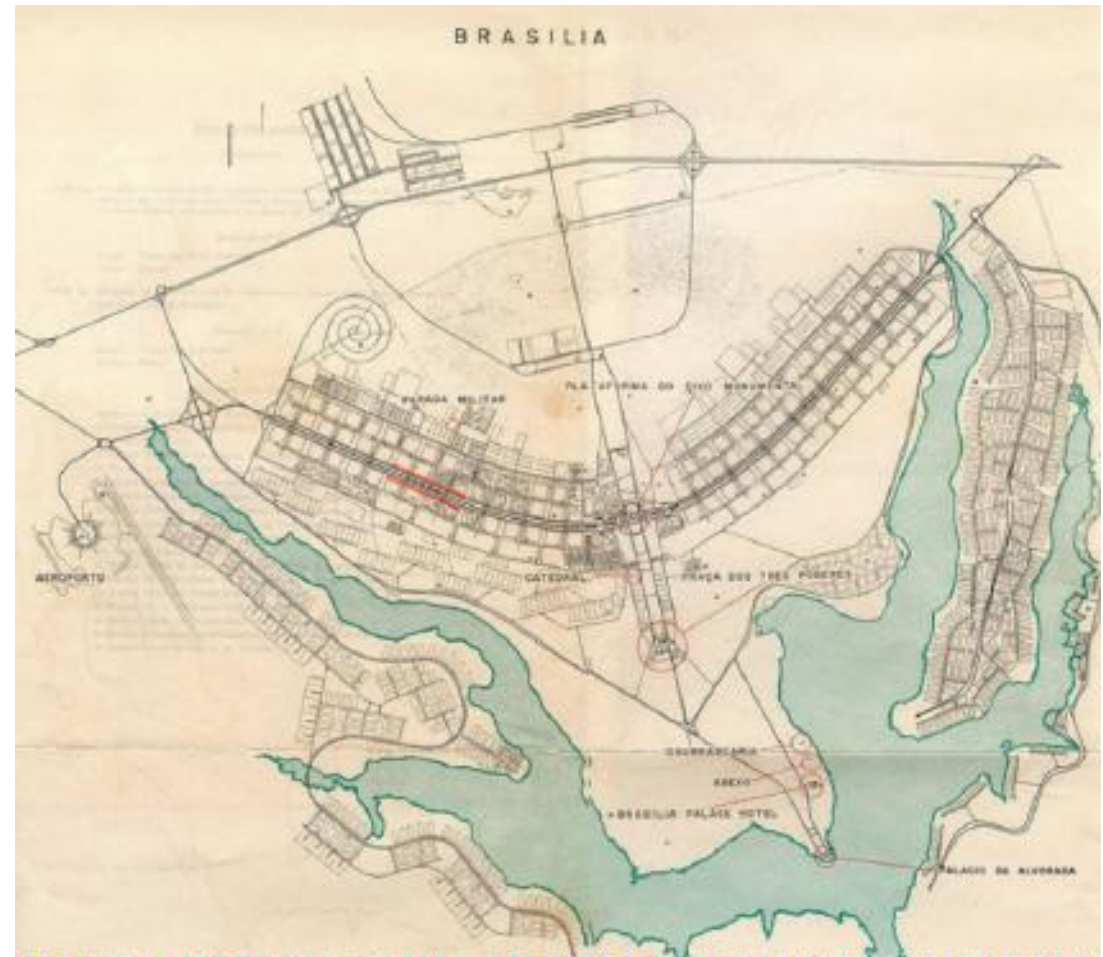 BRASILIA
PLATAFORMA DO EIXO MONUMENTAL
PARADA MILITAR
AEROPORTO
CATEDRAL
PRAÇA DOS TRES PODERES
CHURRASCARIA
ANEXO
BRASILIA PALACE HOTEL
PALACIO DA ALVORADA